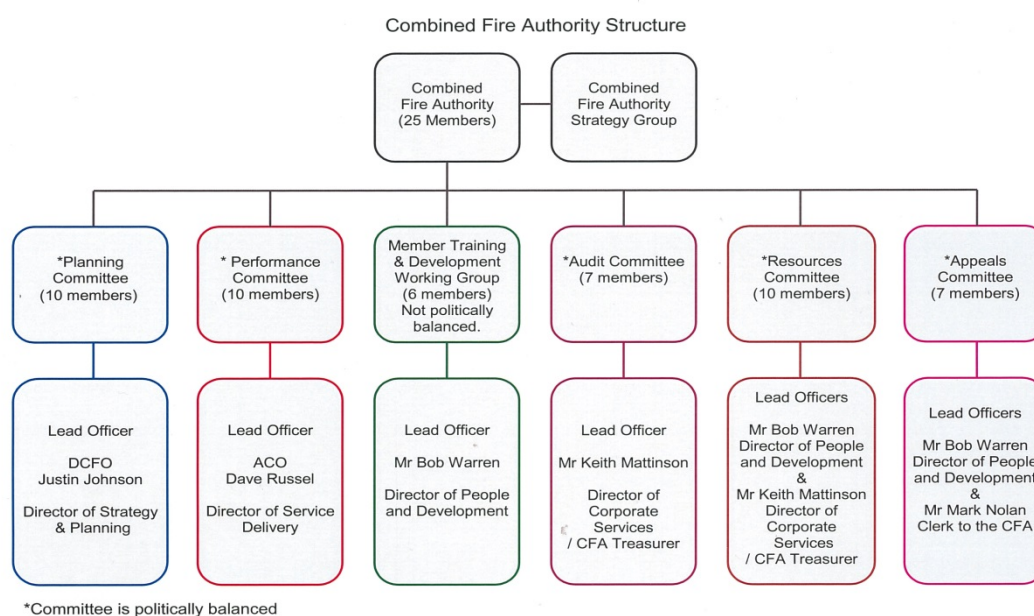 Combined Fire Authority Structure
Combined
Fire Authority
(25 Members)
Combined
Fire Authority
Strategy Group
*Planning
Committee
(10 members)
* Performance
Committee
(10 members)
Member Training
& Development
Working Group
(6 members)
Not politically
balanced.
*Audit Committee
(7 members)
*Resources
Committee
(10 members)
*Appeals
Committee
(7 members)
Lead Officer
DCFO
Justin Johnson
Director of Strategy
& Planning
Lead Officer
ACO
Dave Russel
Director of Service
Delivery
Lead Officer
Mr Bob Warren
Director of People
and Development
Lead Officer
Mr Keith Mattinson
Director of
Corporate
Services
/ CFA Treasurer
Lead Officers
Mr Bob Warren
Director of People
and Development
&
Mr Keith Mattinson
Director of
Corporate
Services
/ CFA Treasurer
Lead Officers
Mr Bob Warren
Director of People
and Development
&
Mr Mark Nolan
Clerk to the CFA
*Committee is politically balanced